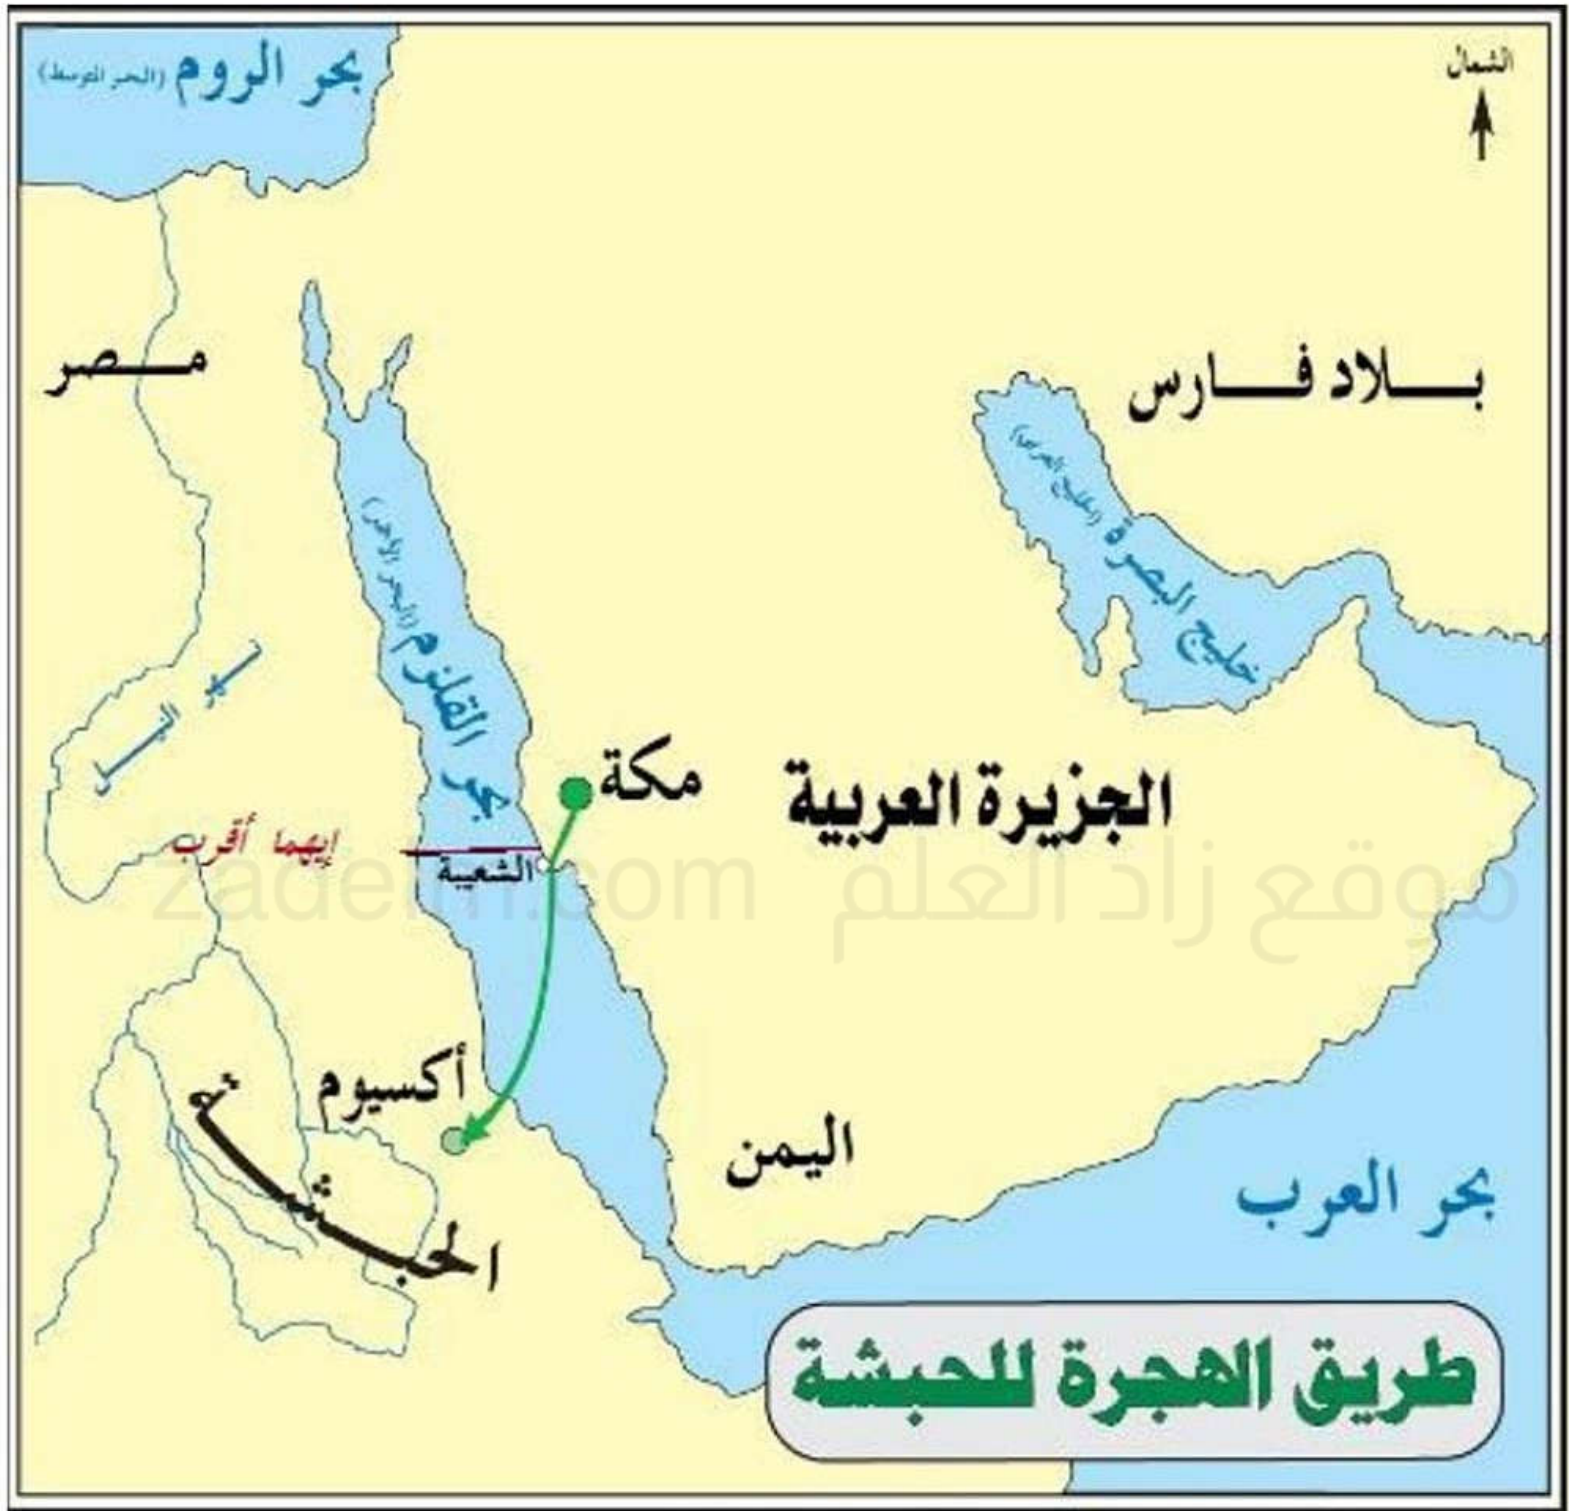 الشمال
بحر الروم (البحر المتوسط)
مصر
بلاد فارس
خليج البصرة (الخليج العربي)
بحر القلزم (البحر الأحمر)
نهر النيل
مكة
الجزيرة العربية
إيهما أقرب
الشعيبة
موقع زاد العلم zadelm.com
أكسيوم
الحبشة
اليمن
بحر العرب
طريق الهجرة للحبشة